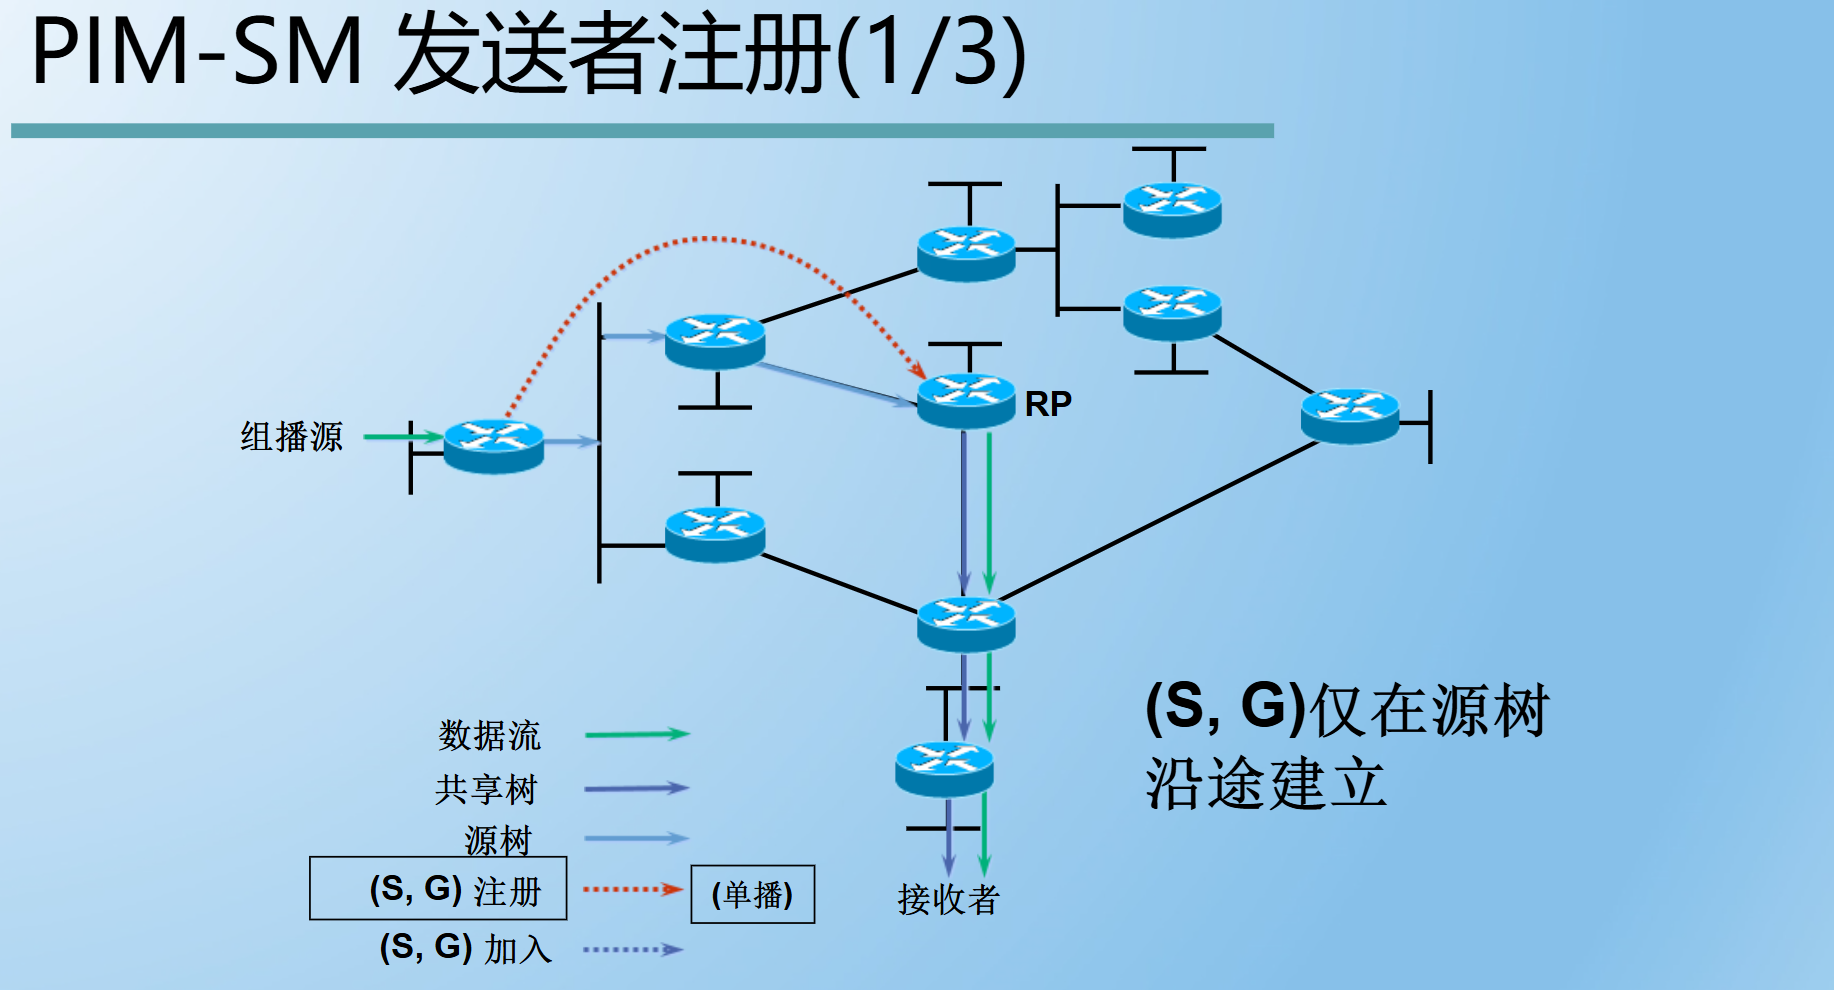 PIM-SM 发送者注册(1/3)
组播源
RP
(S, G)仅在源树
沿途建立
数据流
共享树
源树
(S, G) 注册
(单播)
(S, G) 加入
接收者